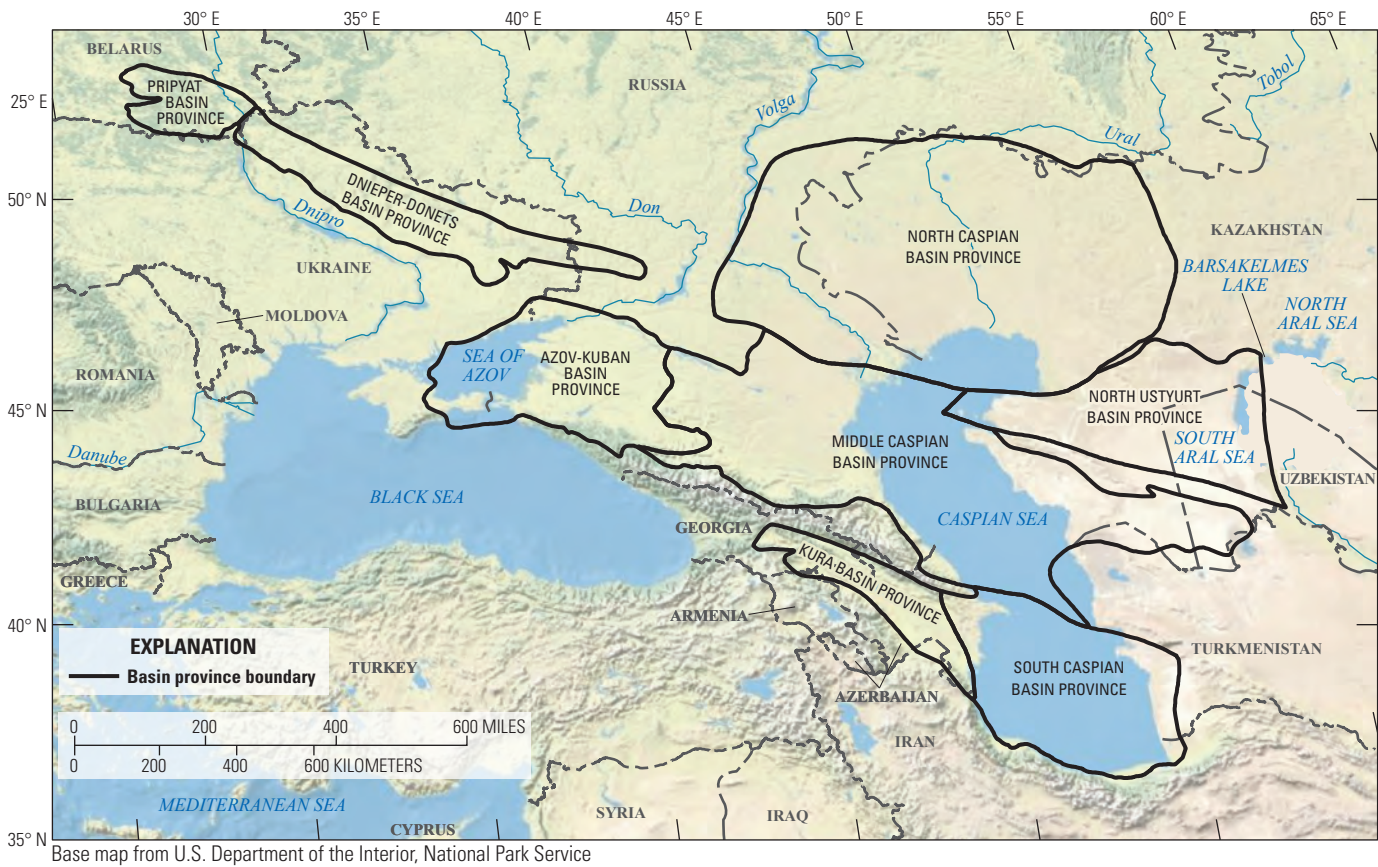 30° E 35° E 40° E 45° E 50° E 55° E 60° E 65° E
BELARUS
RUSSIA
Volga
Tobol
25° E
PRIPYAT
BASIN
PROVINCE
Ural
50° N
DNIEPER-DONETS
BASIN PROVINCE
Dnipro
Don
NORTH CASPIAN
BASIN PROVINCE
KAZAKHSTAN
UKRAINE
BARSAKELMES
LAKE
MOLDOVA
NORTH
ARAL SEA
SEA OF
AZOV
AZOV-KUBAN
BASIN
PROVINCE
ROMANIA
45° N
NORTH USTYURT
BASIN PROVINCE
MIDDLE CASPIAN
BASIN PROVINCE
SOUTH
ARAL SEA
Danube
UZBEKISTAN
BULGARIA
BLACK SEA
CASPIAN SEA
GEORGIA
KURA-BASIN PROVINCE
GREECE
ARMENIA
40° N
EXPLANATION
Basin province boundary
TURKEY
TURKMENISTAN
SOUTH CASPIAN
BASIN PROVINCE
AZERBAIJAN
0 200 400 600 MILES
0 200 400 600 KILOMETERS
IRAN
MEDITERRANEAN SEA
SYRIA
IRAQ
CYPRUS
35° N
Base map from U.S. Department of the Interior, National Park Service